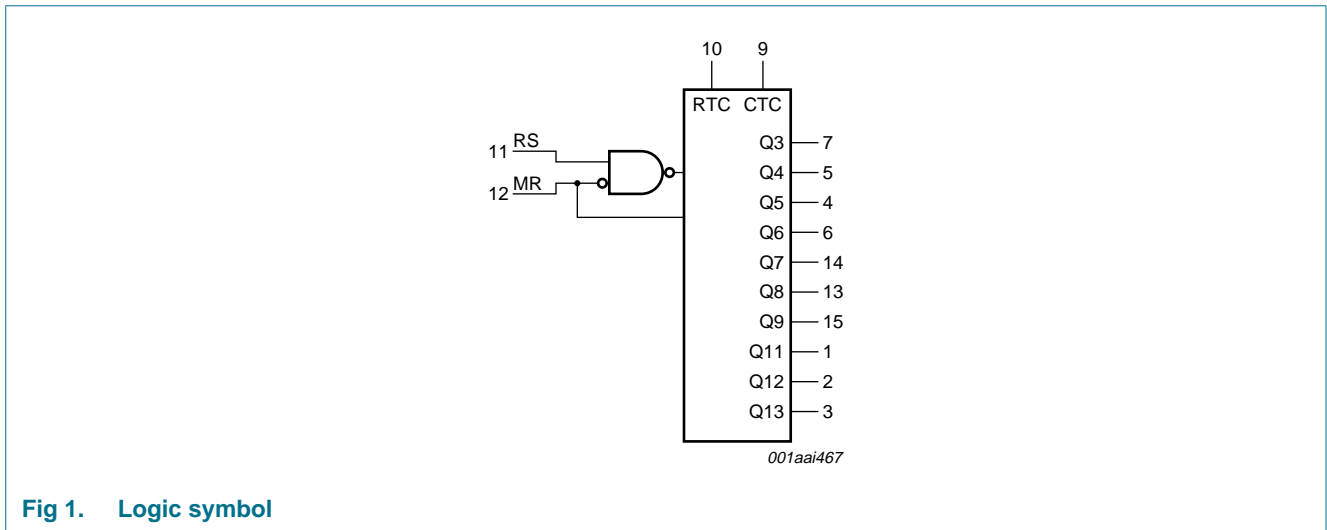 10 9
RTC CTC
Q3 7
11 RS
Q4 5
12 MR
Q5 4
Q6 6
Q7 14
Q8 13
Q9 15
Q11 1
Q12 2
Q13 3
001aai467
Fig 1. Logic symbol